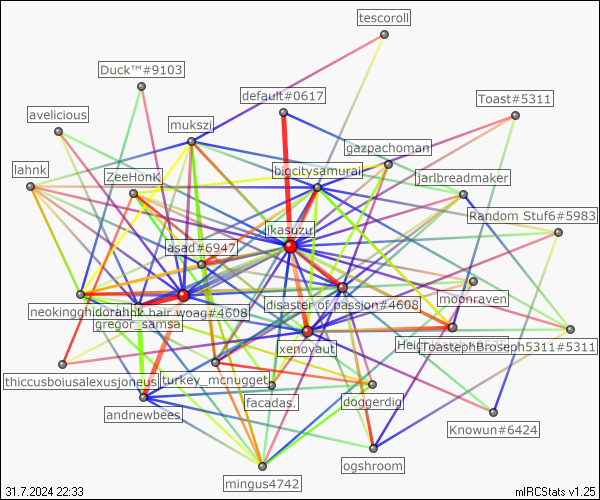 tescoroll
Duck™#9103
default#0617
Toast#5311
avelicious
mukszi
gazpachoman
lahnk
ZeeHonK
bigcitysamurai
jarlbreadmaker
Random Stuf6#5983
ikasuzu
asad#6947
disaster of passion#4608
moonraven
neokingghidorahhk hair woag#4608
gregor_samsa
xenovaut
ToastephBroseph5311#5311
thiccusboiusalexusjoneus
turkey_mcnugget
facadas.
doggerdig
andnewbees
Knowun#6424
ogshroom
mingus4742
31.7.2024 22:33
mIRCStats v1.25